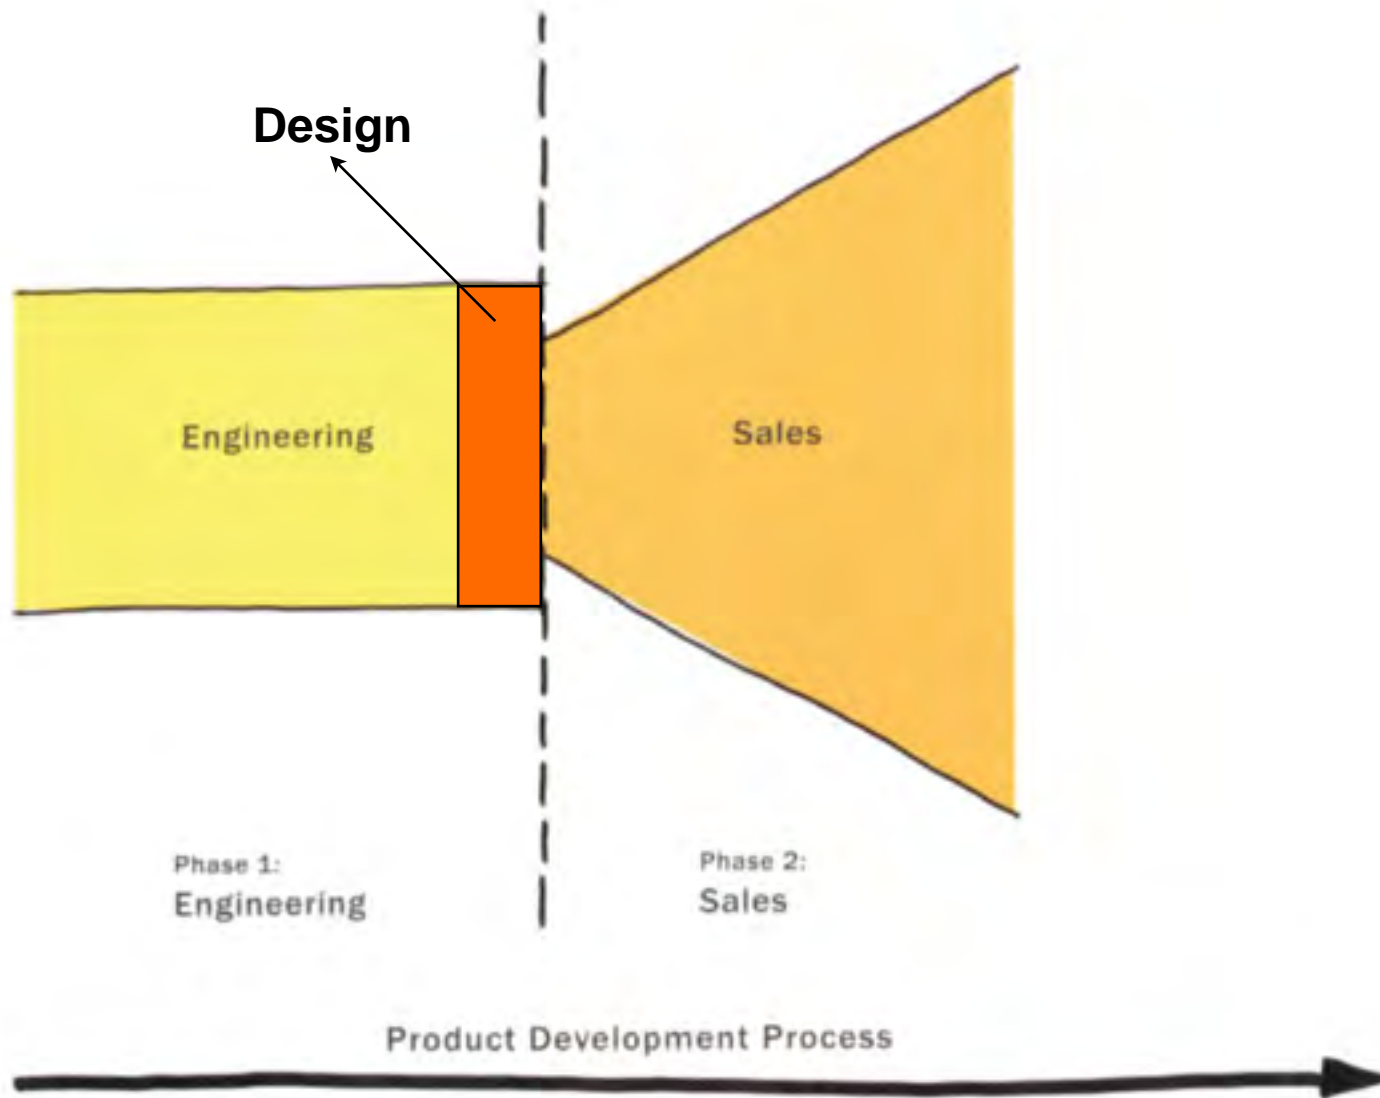 Design
Engineering
Sales
Phase 1:
Engineering
Phase 2:
Sales
Product Development Process